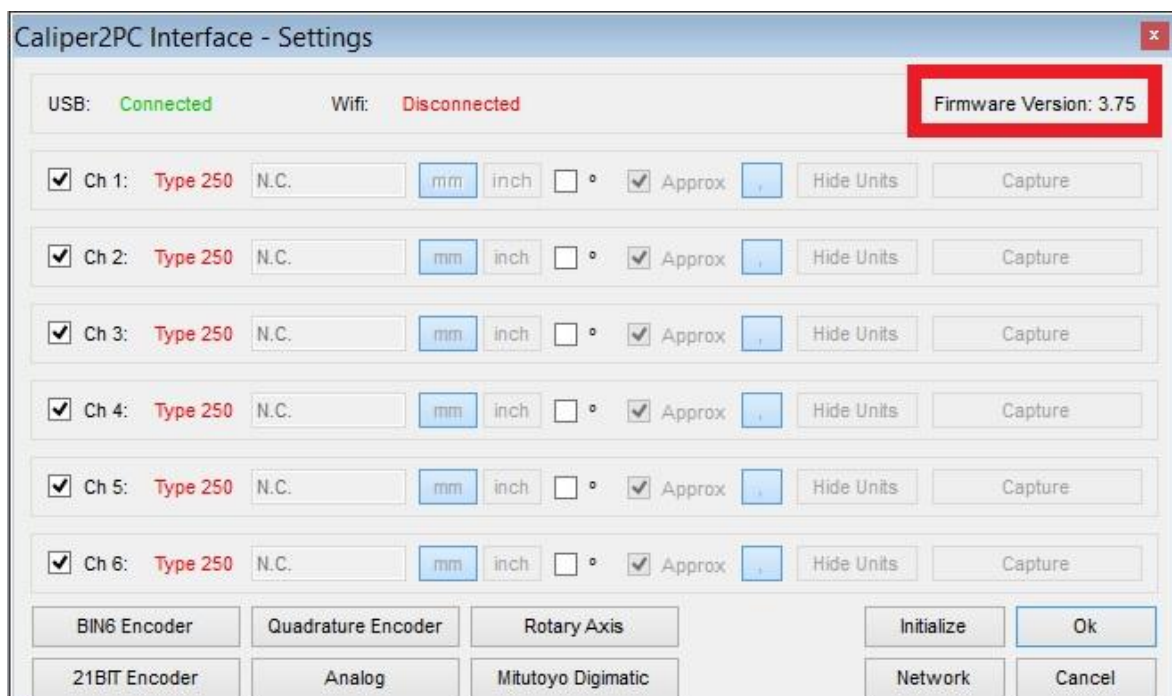 Caliper2PC Interface - Settings x
USB: Connected Wifi: Disconnected Firmware Version: 3.75
Ch 1: Type 250 N.C. mm inch ° Approx , Hide Units Capture
Ch 2: Type 250 N.C. mm inch ° Approx , Hide Units Capture
Ch 3: Type 250 N.C. mm inch ° Approx , Hide Units Capture
Ch 4: Type 250 N.C. mm inch ° Approx , Hide Units Capture
Ch 5: Type 250 N.C. mm inch ° Approx , Hide Units Capture
Ch 6: Type 250 N.C. mm inch ° Approx , Hide Units Capture
BIN6 Encoder Quadrature Encoder Rotary Axis Initialize Ok
21BIT Encoder Analog Mitutoyo Digimatic Network Cancel